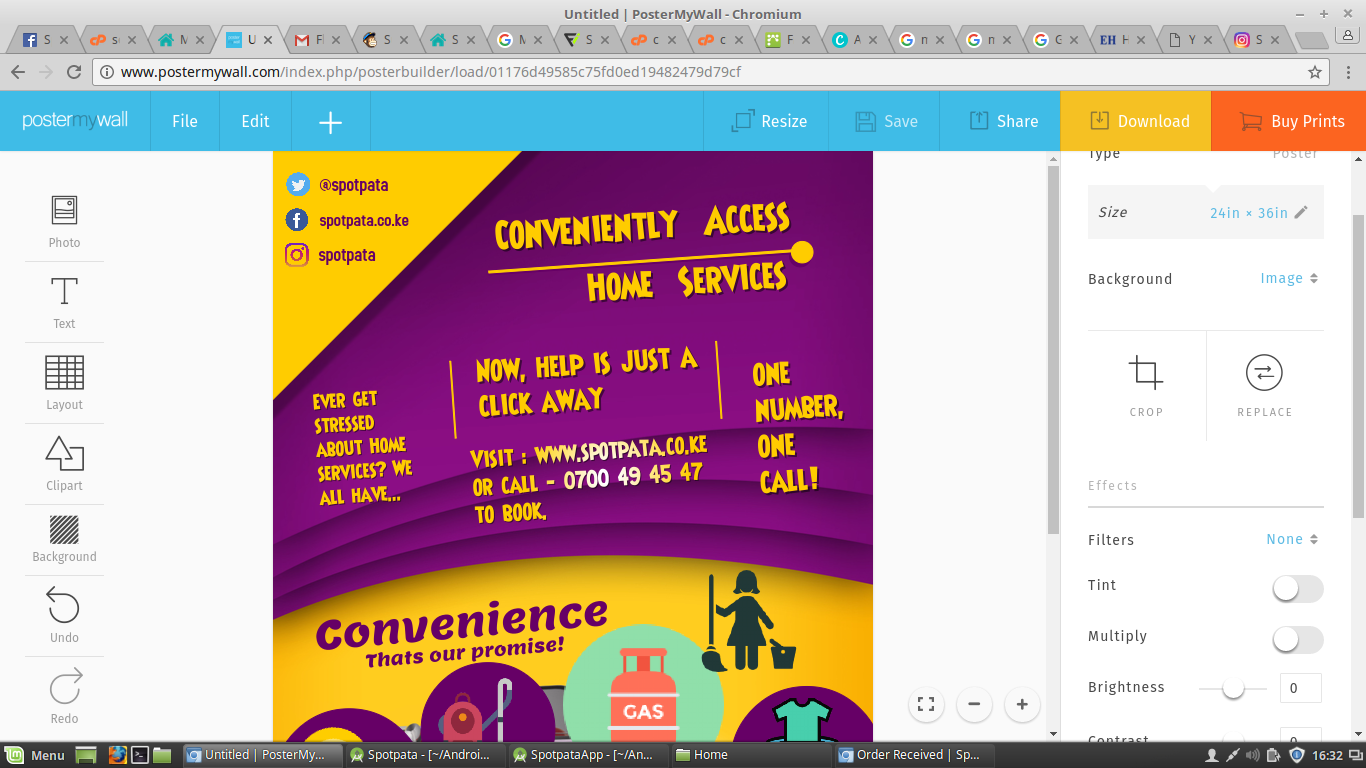 Untitled | PosterMyWall - Chromium
S
M
U
S
S
M
S
F
A
H
Y
S
www.postermywall.com/index.php/posterbuilder/load/01176d49585c75fd0ed19482479d79cf
postermywall
File
Edit
Resize
Save
Share
Download
Buy Prints
Photo
Text
Layout
Clipart
Background
Undo
Redo
@spotpata
spotpata.co.ke
spotpata
CONVENIENTLY ACCESS
HOME SERVICES
EVER GET
STRESSED
ABOUT HOME
SERVICES? WE
ALL HAVE...
NOW, HELP IS JUST A
CLICK AWAY
VISIT : WWW.SPOTPATA.CO.KE
OR CALL - 0700 49 45 47
TO BOOK.
ONE
NUMBER,
ONE
CALL!
Convenience
Thats our promise!
GAS
Type
Poster
Size
24in × 36in
Background
Image
CROP
REPLACE
Effects
Filters
None
Tint
Multiply
Brightness
0
Contrast
0
Menu
Untitled | PosterMy...
Spotpata - [~/Androi...
SpotpataApp - [~/An...
Home
Order Received | Sp...
16:32